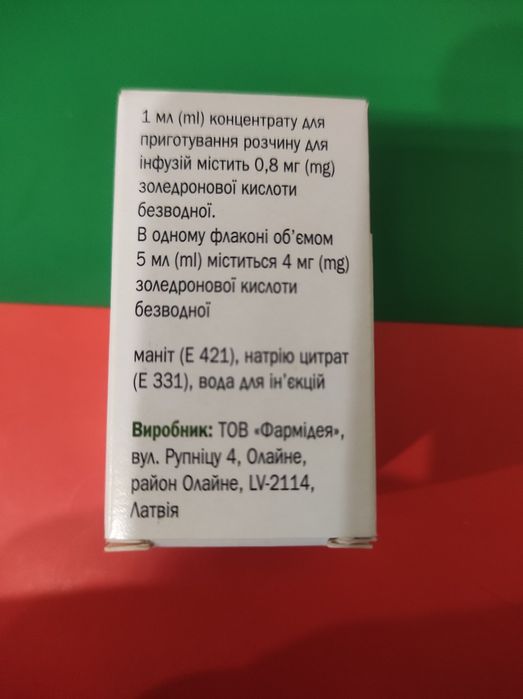 1 мл (ml) концентрату для
приготування розчину для
інфузій містить 0,8 мг (mg)
золедронової кислоти
безводної.
В одному флаконі об’ємом
5 мл (ml) міститься 4 мг (mg)
золедронової кислоти
безводної
маніт (Е 421), натрію цитрат
(Е 331), вода для ін’єкцій
Виробник: ТОВ «Фармідея»,
вул. Рупніцу 4, Олайне,
район Олайне, LV-2114,
Латвія